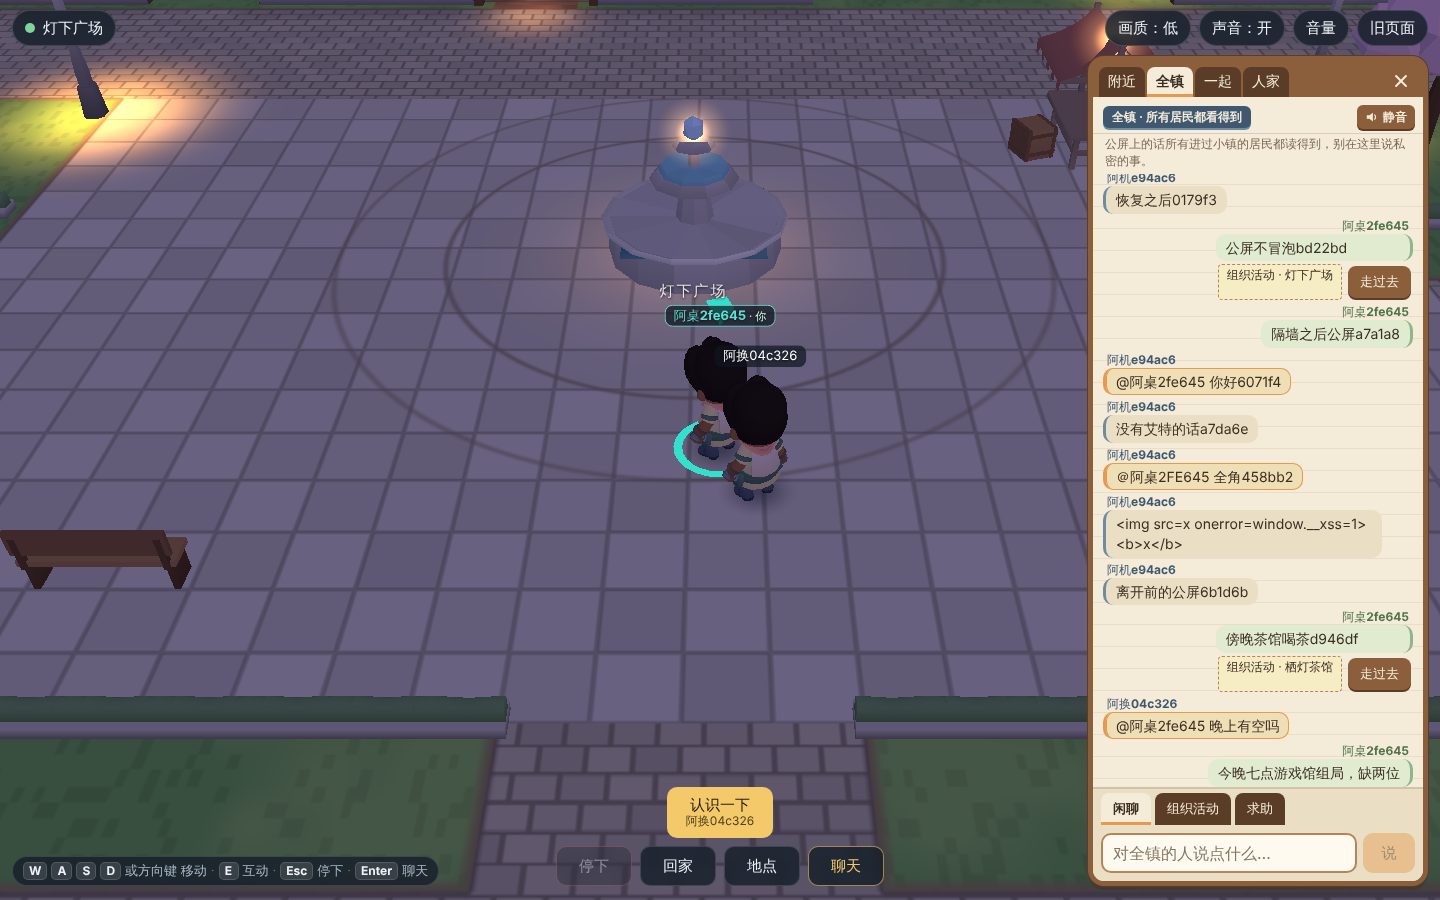 灯下广场
画质：低
声音：开
音量
旧页面
附近
全镇
一起
人家
✕
全镇 · 所有居民都看得到
静音
公屏上的话所有进过小镇的居民都读得到，别在这里说私密的事。
阿机e94ac6
恢复之后0179f3
阿桌2fe645
公屏不冒泡bd22bd
组织活动 · 灯下广场
走过去
阿桌2fe645
隔墙之后公屏a7a1a8
阿机e94ac6
@阿桌2fe645 你好6071f4
阿机e94ac6
没有艾特的话a7da6e
阿机e94ac6
＠阿桌2FE645 全角458bb2
阿机e94ac6
<img src=x onerror=window.__xss=1>
<b>x</b>
阿机e94ac6
离开前的公屏6b1d6b
阿桌2fe645
傍晚茶馆喝茶d946df
组织活动 · 栖灯茶馆
走过去
阿换04c326
@阿桌2fe645 晚上有空吗
阿桌2fe645
今晚七点游戏馆组局，缺两位
闲聊
组织活动
求助
对全镇的人说点什么...
说
灯下广场
阿桌2fe645 · 你
阿换04c326
认识一下
阿换04c326
停下
回家
地点
聊天
W A S D 或方向键 移动 · E 互动 · Esc 停下 · Enter 聊天